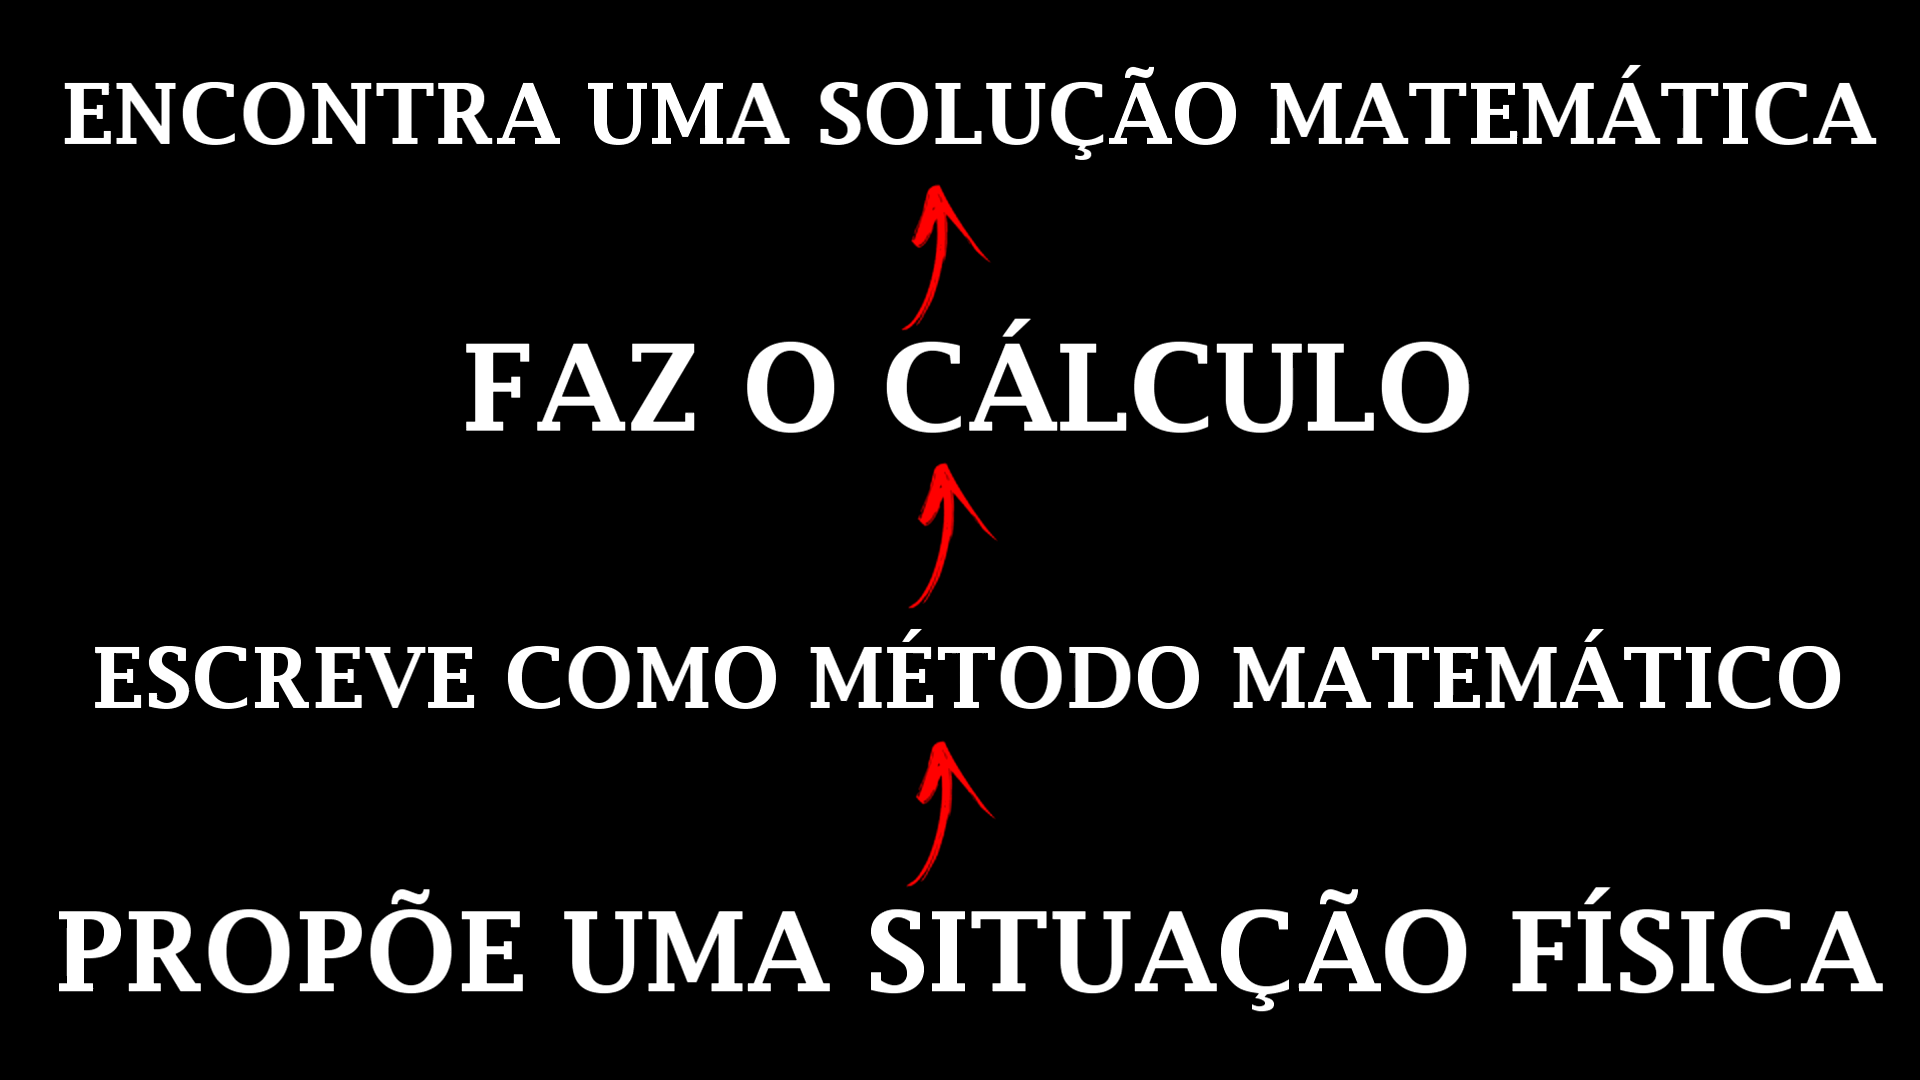 ENCONTRA UMA SOLUÇÃO MATEMÁTICA
FAZ O CÁLCULO
ESCREVE COMO MÉTODO MATEMÁTICO
PROPÕE UMA SITUAÇÃO FÍSICA